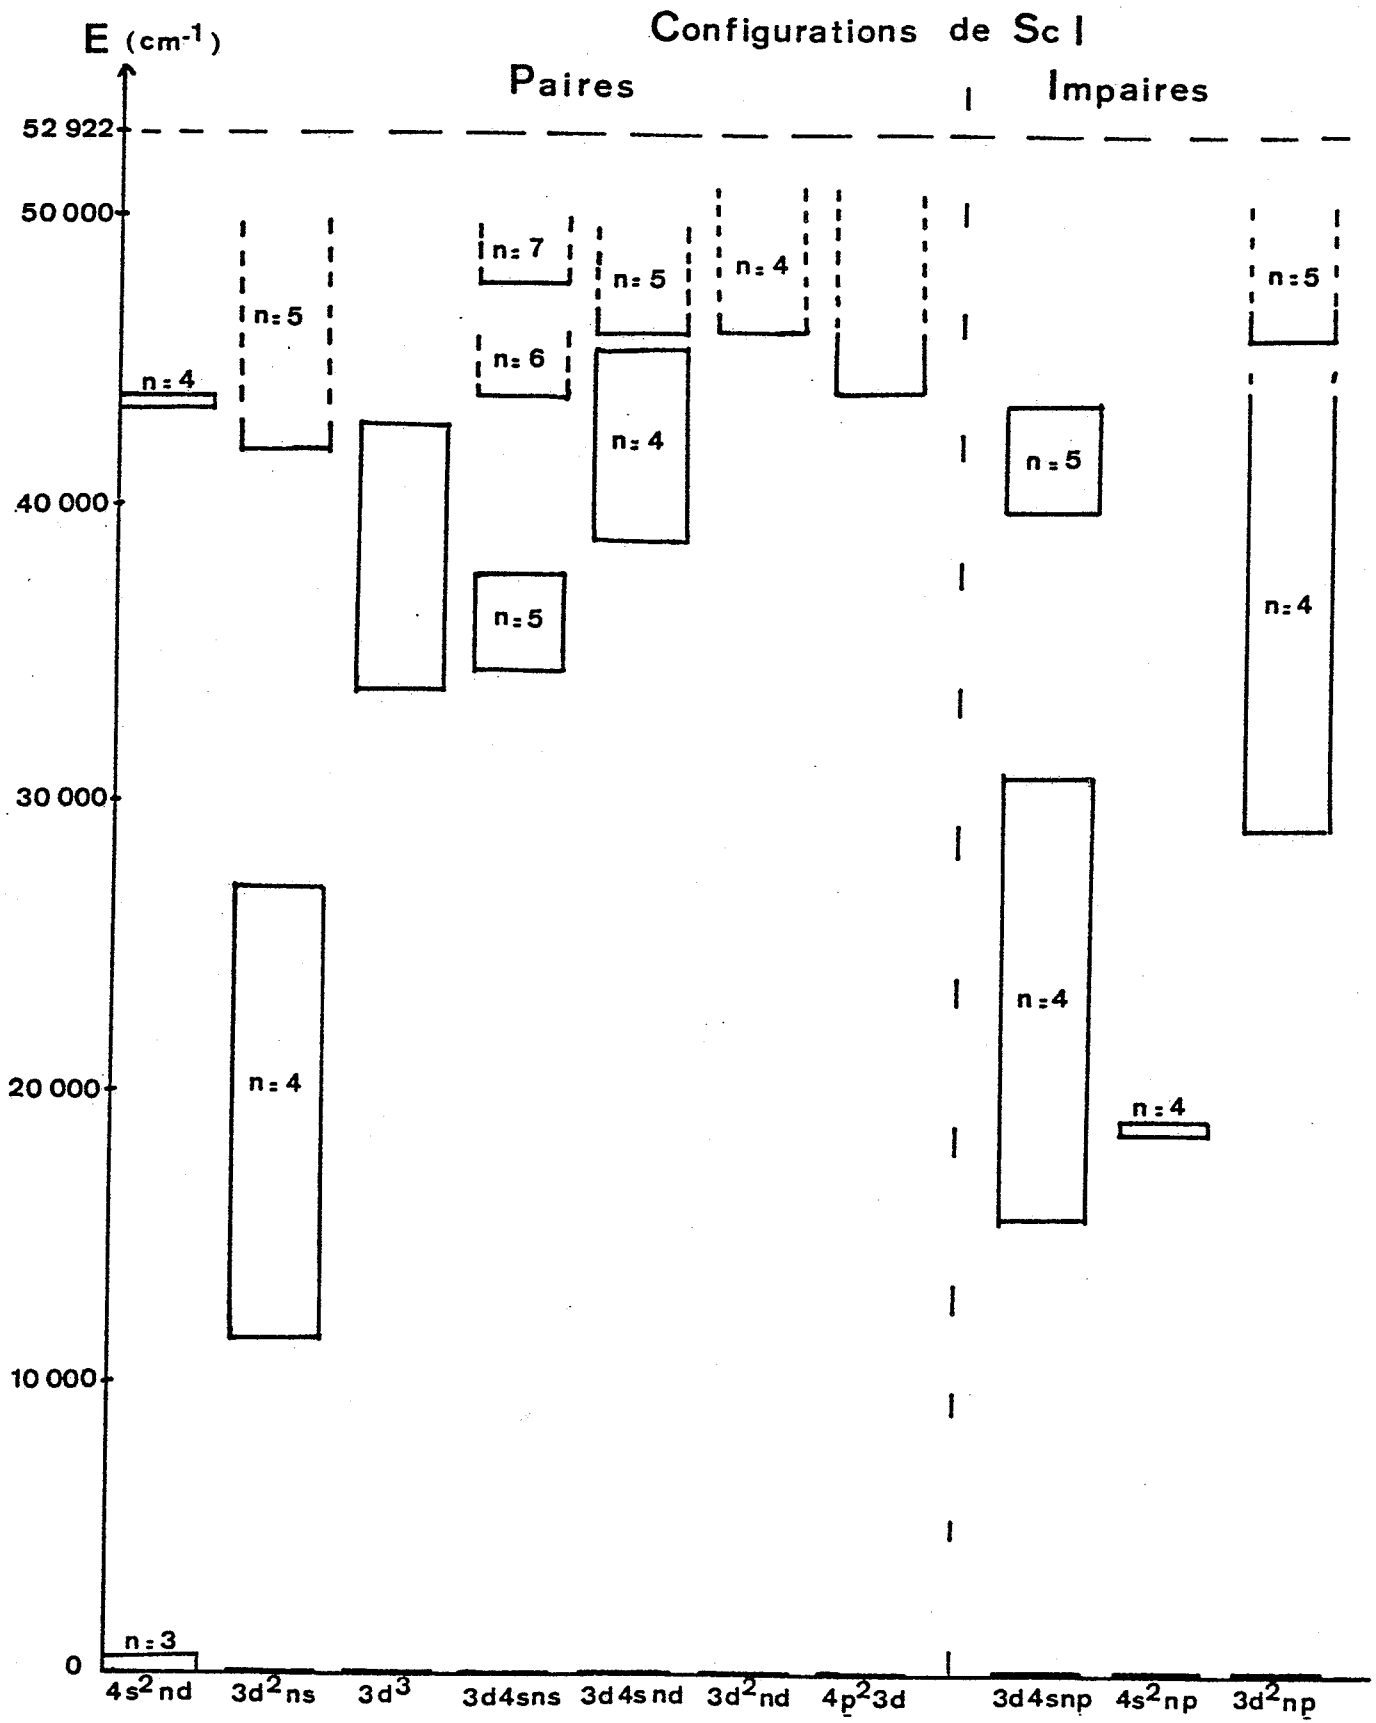 Configurations de Sc I
E (cm-1)
Paires
Impaires
52 922
50 000
n=7
n=5
n=4
n=5
n=5
n=6
n=4
n=4
n=5
40 000
n=5
n=4
30 000
n=4
n=4
20 000
n=4
10 000
n=3
0
4s²nd 3d²ns 3d³ 3d4sns 3d4snd 3d²nd 4p²3d 3d4snp 4s²np 3d²np